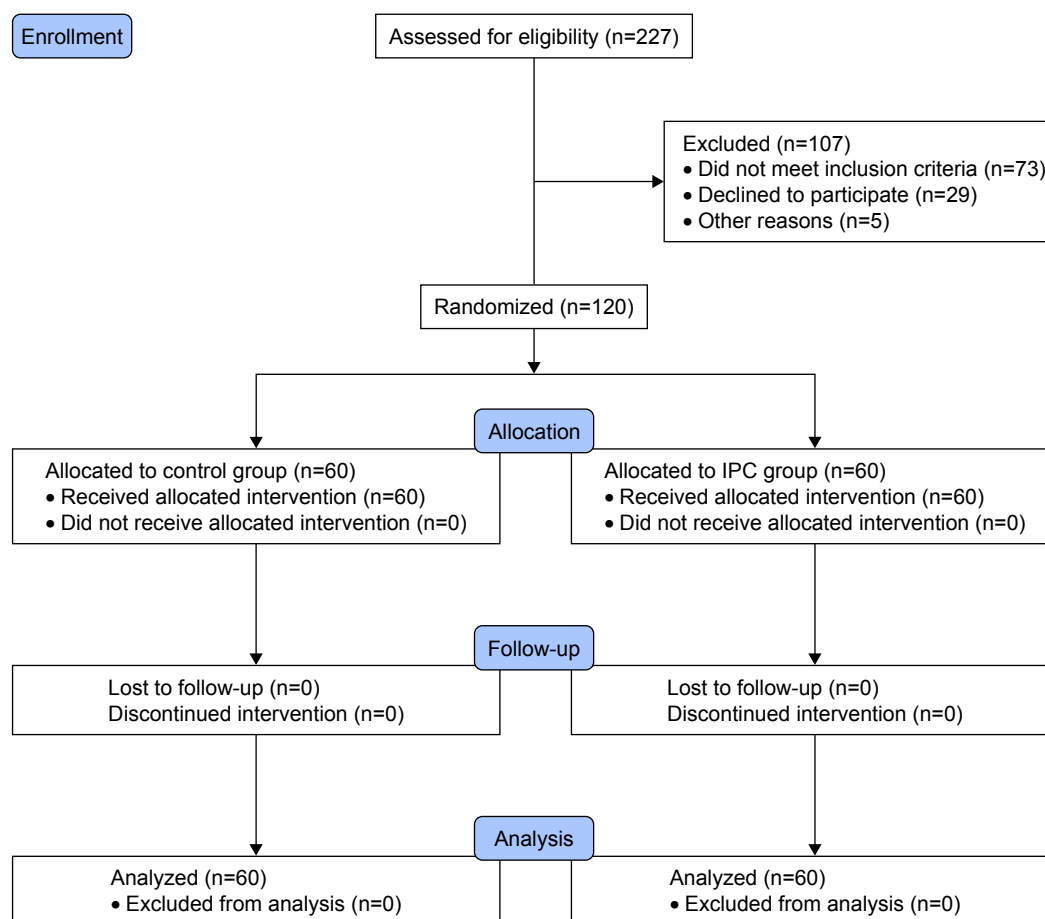 Enrollment
Assessed for eligibility (n=227)
Excluded (n=107)
• Did not meet inclusion criteria (n=73)
• Declined to participate (n=29)
• Other reasons (n=5)
Randomized (n=120)
Allocation
Allocated to control group (n=60)
• Received allocated intervention (n=60)
• Did not receive allocated intervention (n=0)
Allocated to IPC group (n=60)
• Received allocated intervention (n=60)
• Did not receive allocated intervention (n=0)
Follow-up
Lost to follow-up (n=0)
Discontinued intervention (n=0)
Lost to follow-up (n=0)
Discontinued intervention (n=0)
Analysis
Analyzed (n=60)
• Excluded from analysis (n=0)
Analyzed (n=60)
• Excluded from analysis (n=0)